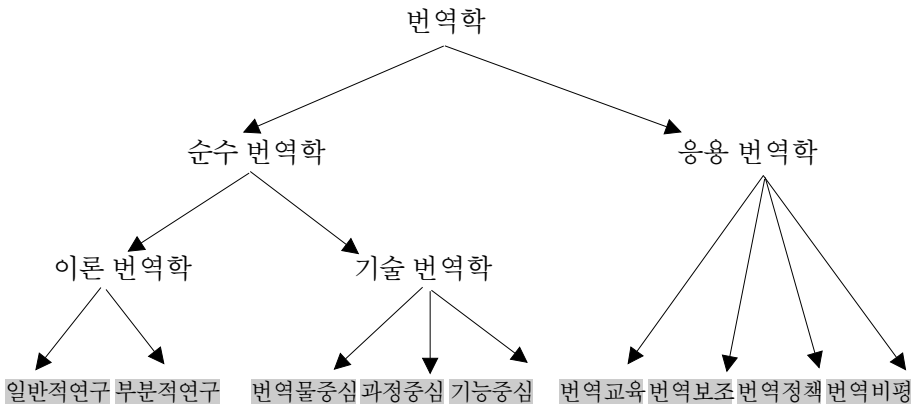 번역학
순수 번역학 응용 번역학
이론 번역학 기술 번역학
일반적연구 부분적연구 번역물중심 과정중심 기능중심 번역교육 번역보조 번역정책 번역비평